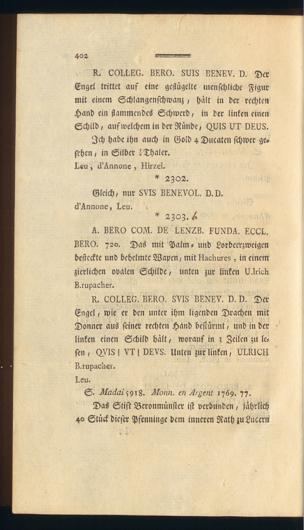 402
R. COLLEG. BERO. SUIS BENEV. D. Der
Engel trittet auf eine geflügelte menschliche Figur
mit einem Schlangenschwanz, hält in der rechten
Hand ein flammendes Schwerd, in der linken einen
Schild, auf welchem in der Ründe, QUIS UT DEUS.
Ich habe ihn auch in Gold 4 Ducaten schwer ge-
sehen, in Silber ½ Thaler.
Leu, d'Annone, Hirzel.
* 2302.
Gleich, nur SVIS BENEVOL. D. D.
d'Annone, Leu.
* 2303. b
A. BERO COM. DE LENZB. FUNDA. ECCL.
BERO. 720. Das mit Palm- und Lorbeerzweigen
besteckte und behelmte Wapen, mit Hachures, in einem
zierlichen ovalen Schilde, unten zur linken U.lrich
B.rupacher.
R. COLLEG. BERO. SVIS BENEV. D. D. Der
Engel, wie er den unter ihm ligenden Drachen mit
Donner aus seiner rechten Hand bestürmt, und in der
linken einen Schild hält, worauf in 3 Zeilen zu le-
sen, QVIS | VT | DEVS. Unten zur linken, ULRICH
B.rupacher.
Leu.
S. Madai 5918. Monn. en Argent 1769. 77.
Das Stift Beronmünster ist verbunden, jährlich
40 Stück dieser Pfenninge dem inneren Rath zu Lucern